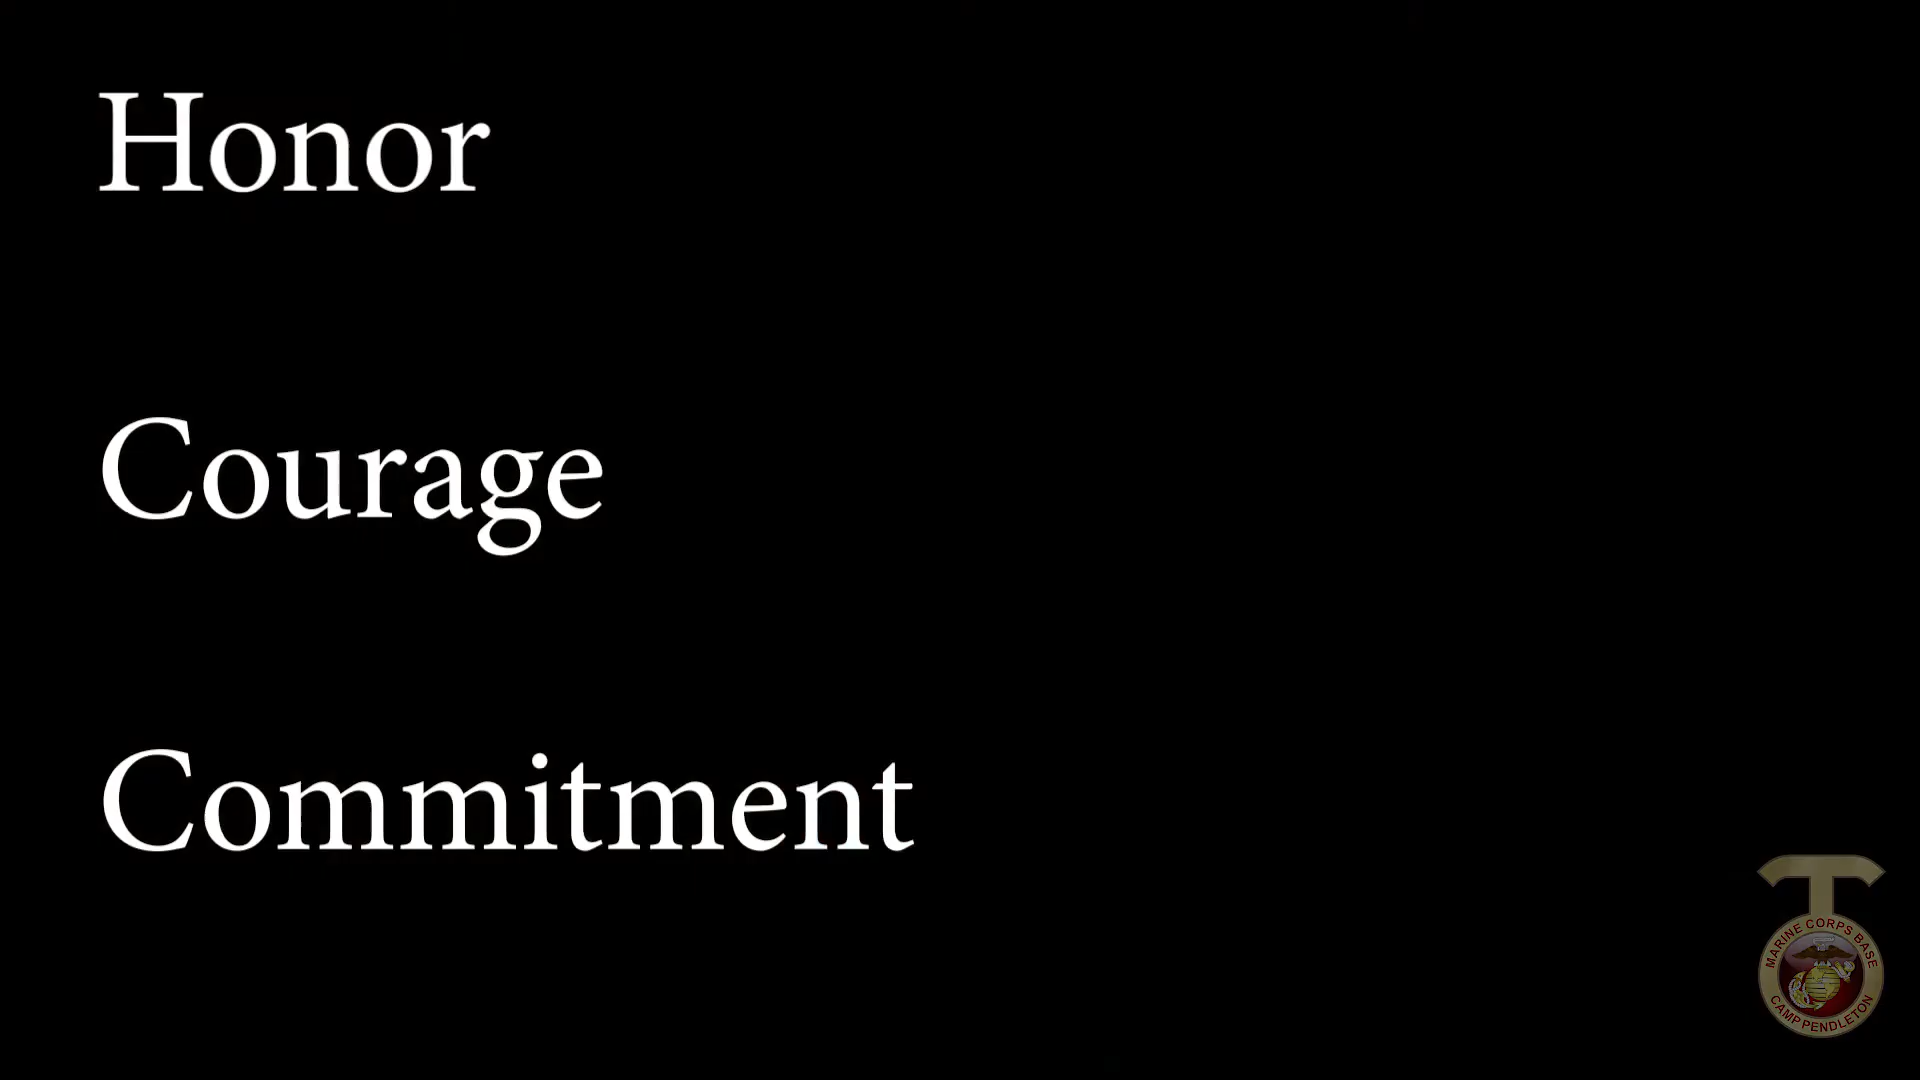 Honor
Courage
Commitment
MARINE CORPS BASE
CAMP PENDLETON